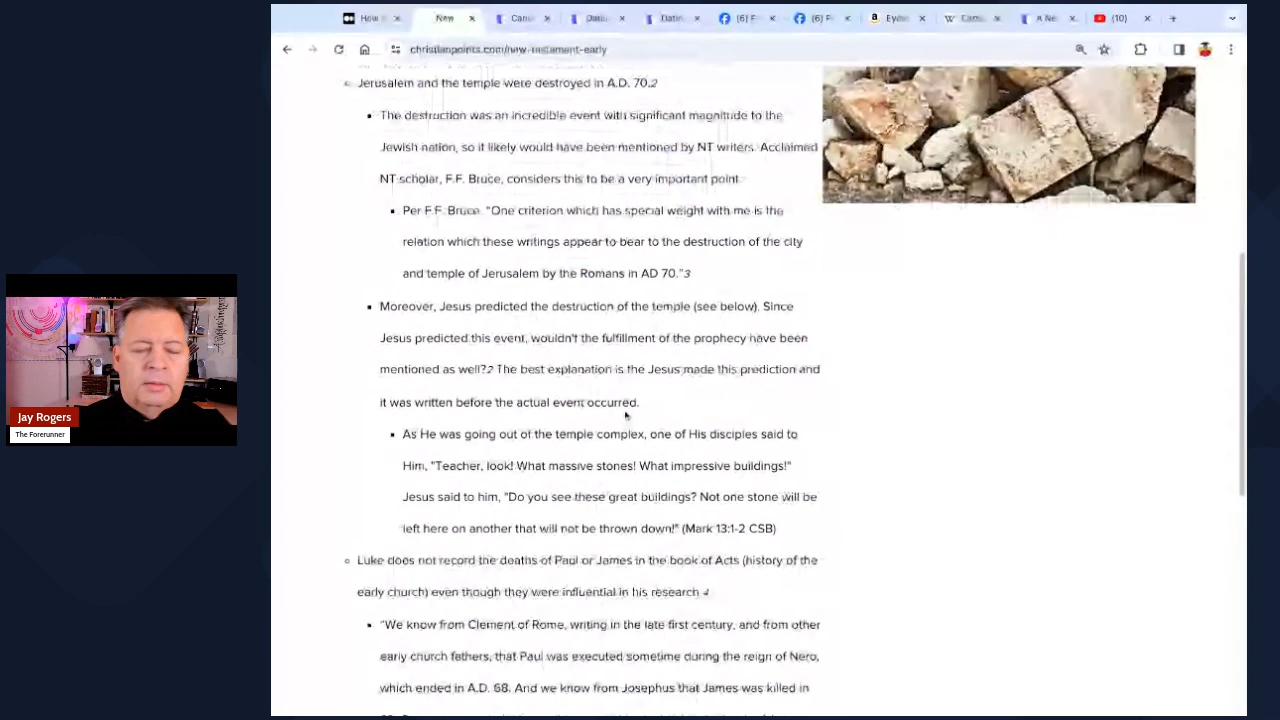 How
New
(6) F
(6) F
(10)
christianpoints.com/new-testament-early
Jerusalem and the temple were destroyed in A.D. 70.2
The destruction was an incredible event with significant magnitude to the
Jewish nation, so it likely would have been mentioned by NT writers. Acclaimed
NT scholar, F.F. Bruce, considers this to be a very important point.
Per F.F. Bruce, "One criterion which has special weight with me is the
relation which these writings appear to bear to the destruction of the city
and temple of Jerusalem by the Romans in AD 70."3
Moreover, Jesus predicted the destruction of the temple (see below). Since
Jesus predicted this event, wouldn't the fulfillment of the prophecy have been
mentioned as well?2 The best explanation is the Jesus made this prediction and
it was written before the actual event occurred.
As He was going out of the temple complex, one of His disciples said to
Him, "Teacher, look! What massive stones! What impressive buildings!"
Jesus said to him, "Do you see these great buildings? Not one stone will be
left here on another that will not be thrown down!" (Mark 13:1-2 CSB)
Luke does not record the deaths of Paul or James in the book of Acts (history of the
early church) even though they were influential in his research 4
"We know from Clement of Rome, writing in the late first century, and from other
early church fathers, that Paul was executed sometime during the reign of Nero,
which ended in A.D. 68. And we know from Josephus that James was killed in
Jay Rogers
The Forerunner